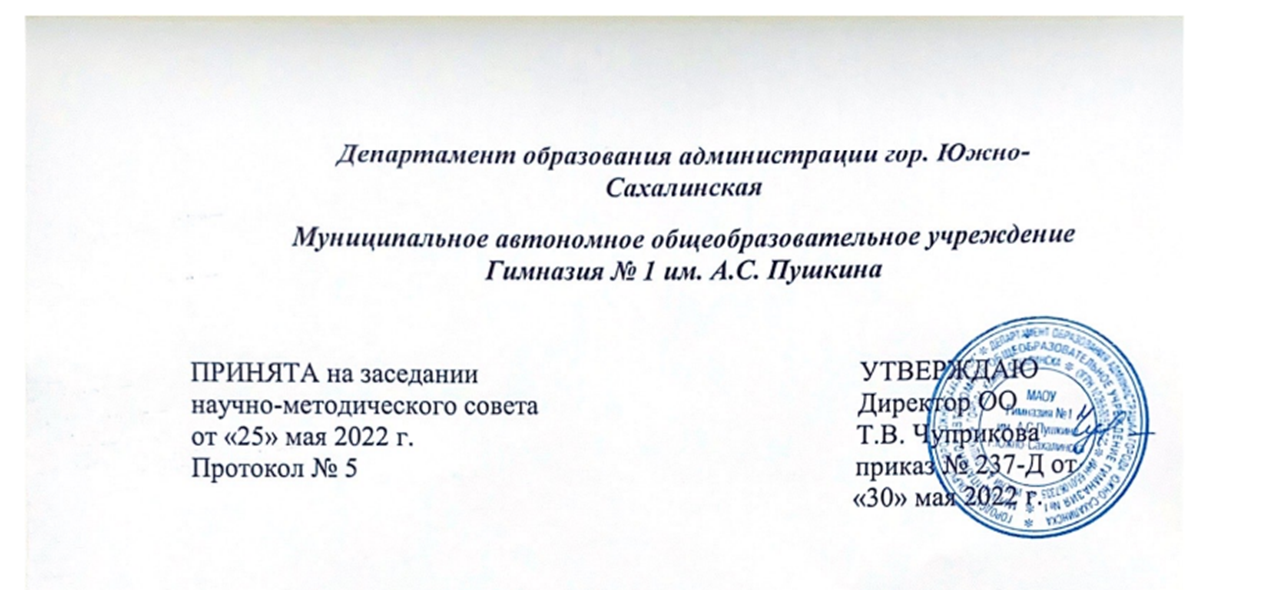 Департамент образования администрации гор. Южно-
Сахалинская
Муниципальное автономное общеобразовательное учреждение
Гимназия № 1 им. А.С. Пушкина
ПРИНЯТА на заседании
научно-методического совета
от «25» мая 2022 г.
Протокол № 5
УТВЕРЖДАЮ
Директор ОО
Т.В. Чуприкова
приказ № 237-Д от
«30» мая 2022 г.
МАОУ
Гимназия №1
им. А.С.Пушкина